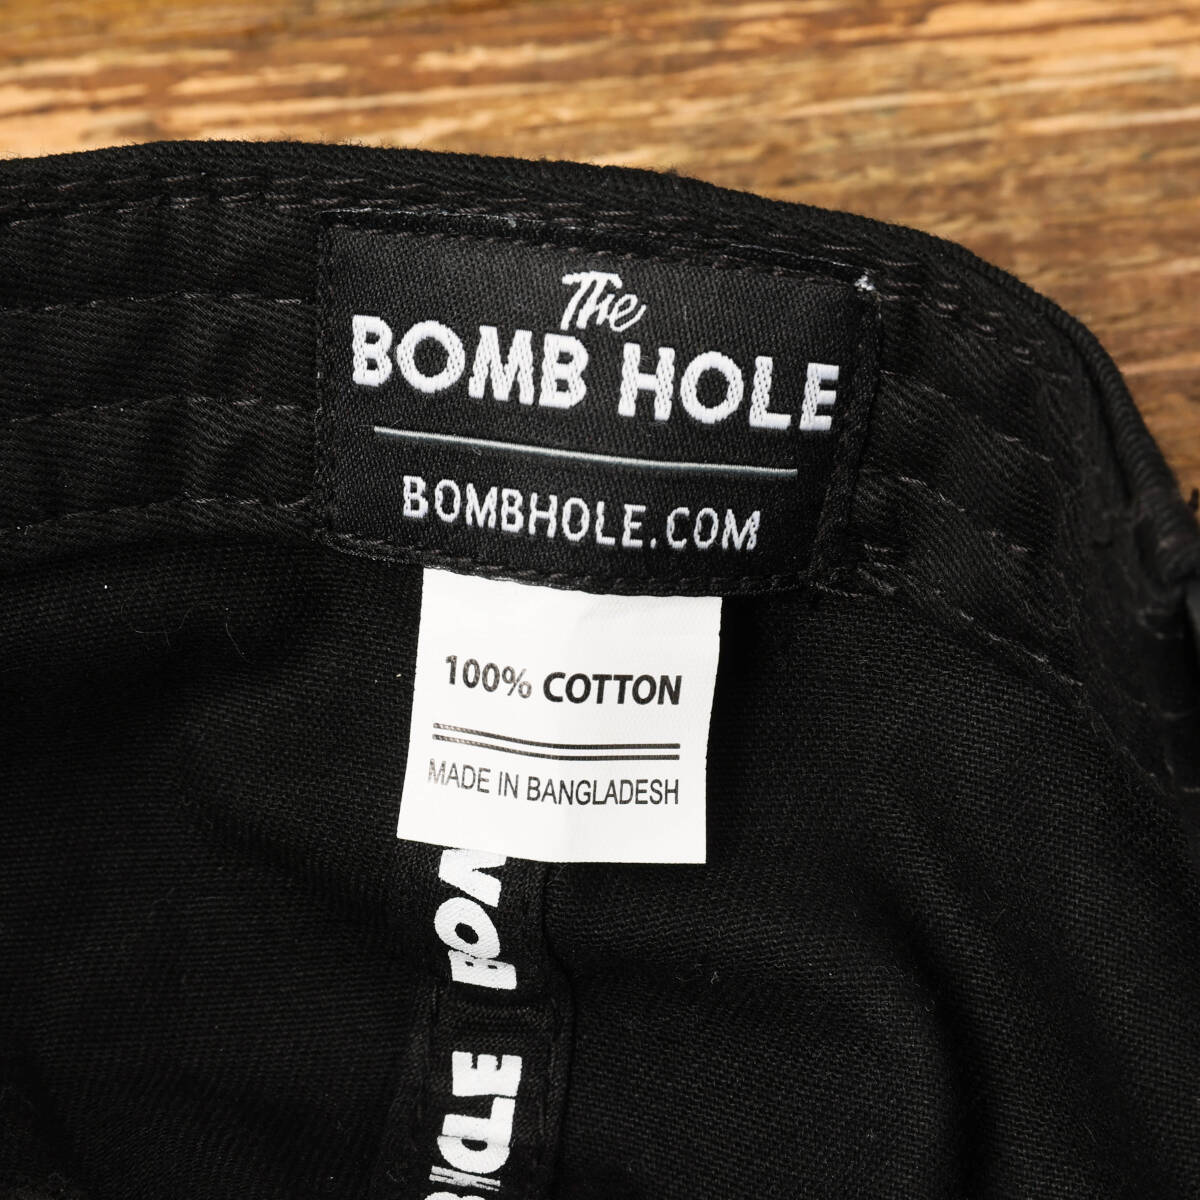 The
BOMB HOLE
BOMBHOLE.COM
100% COTTON
MADE IN BANGLADESH